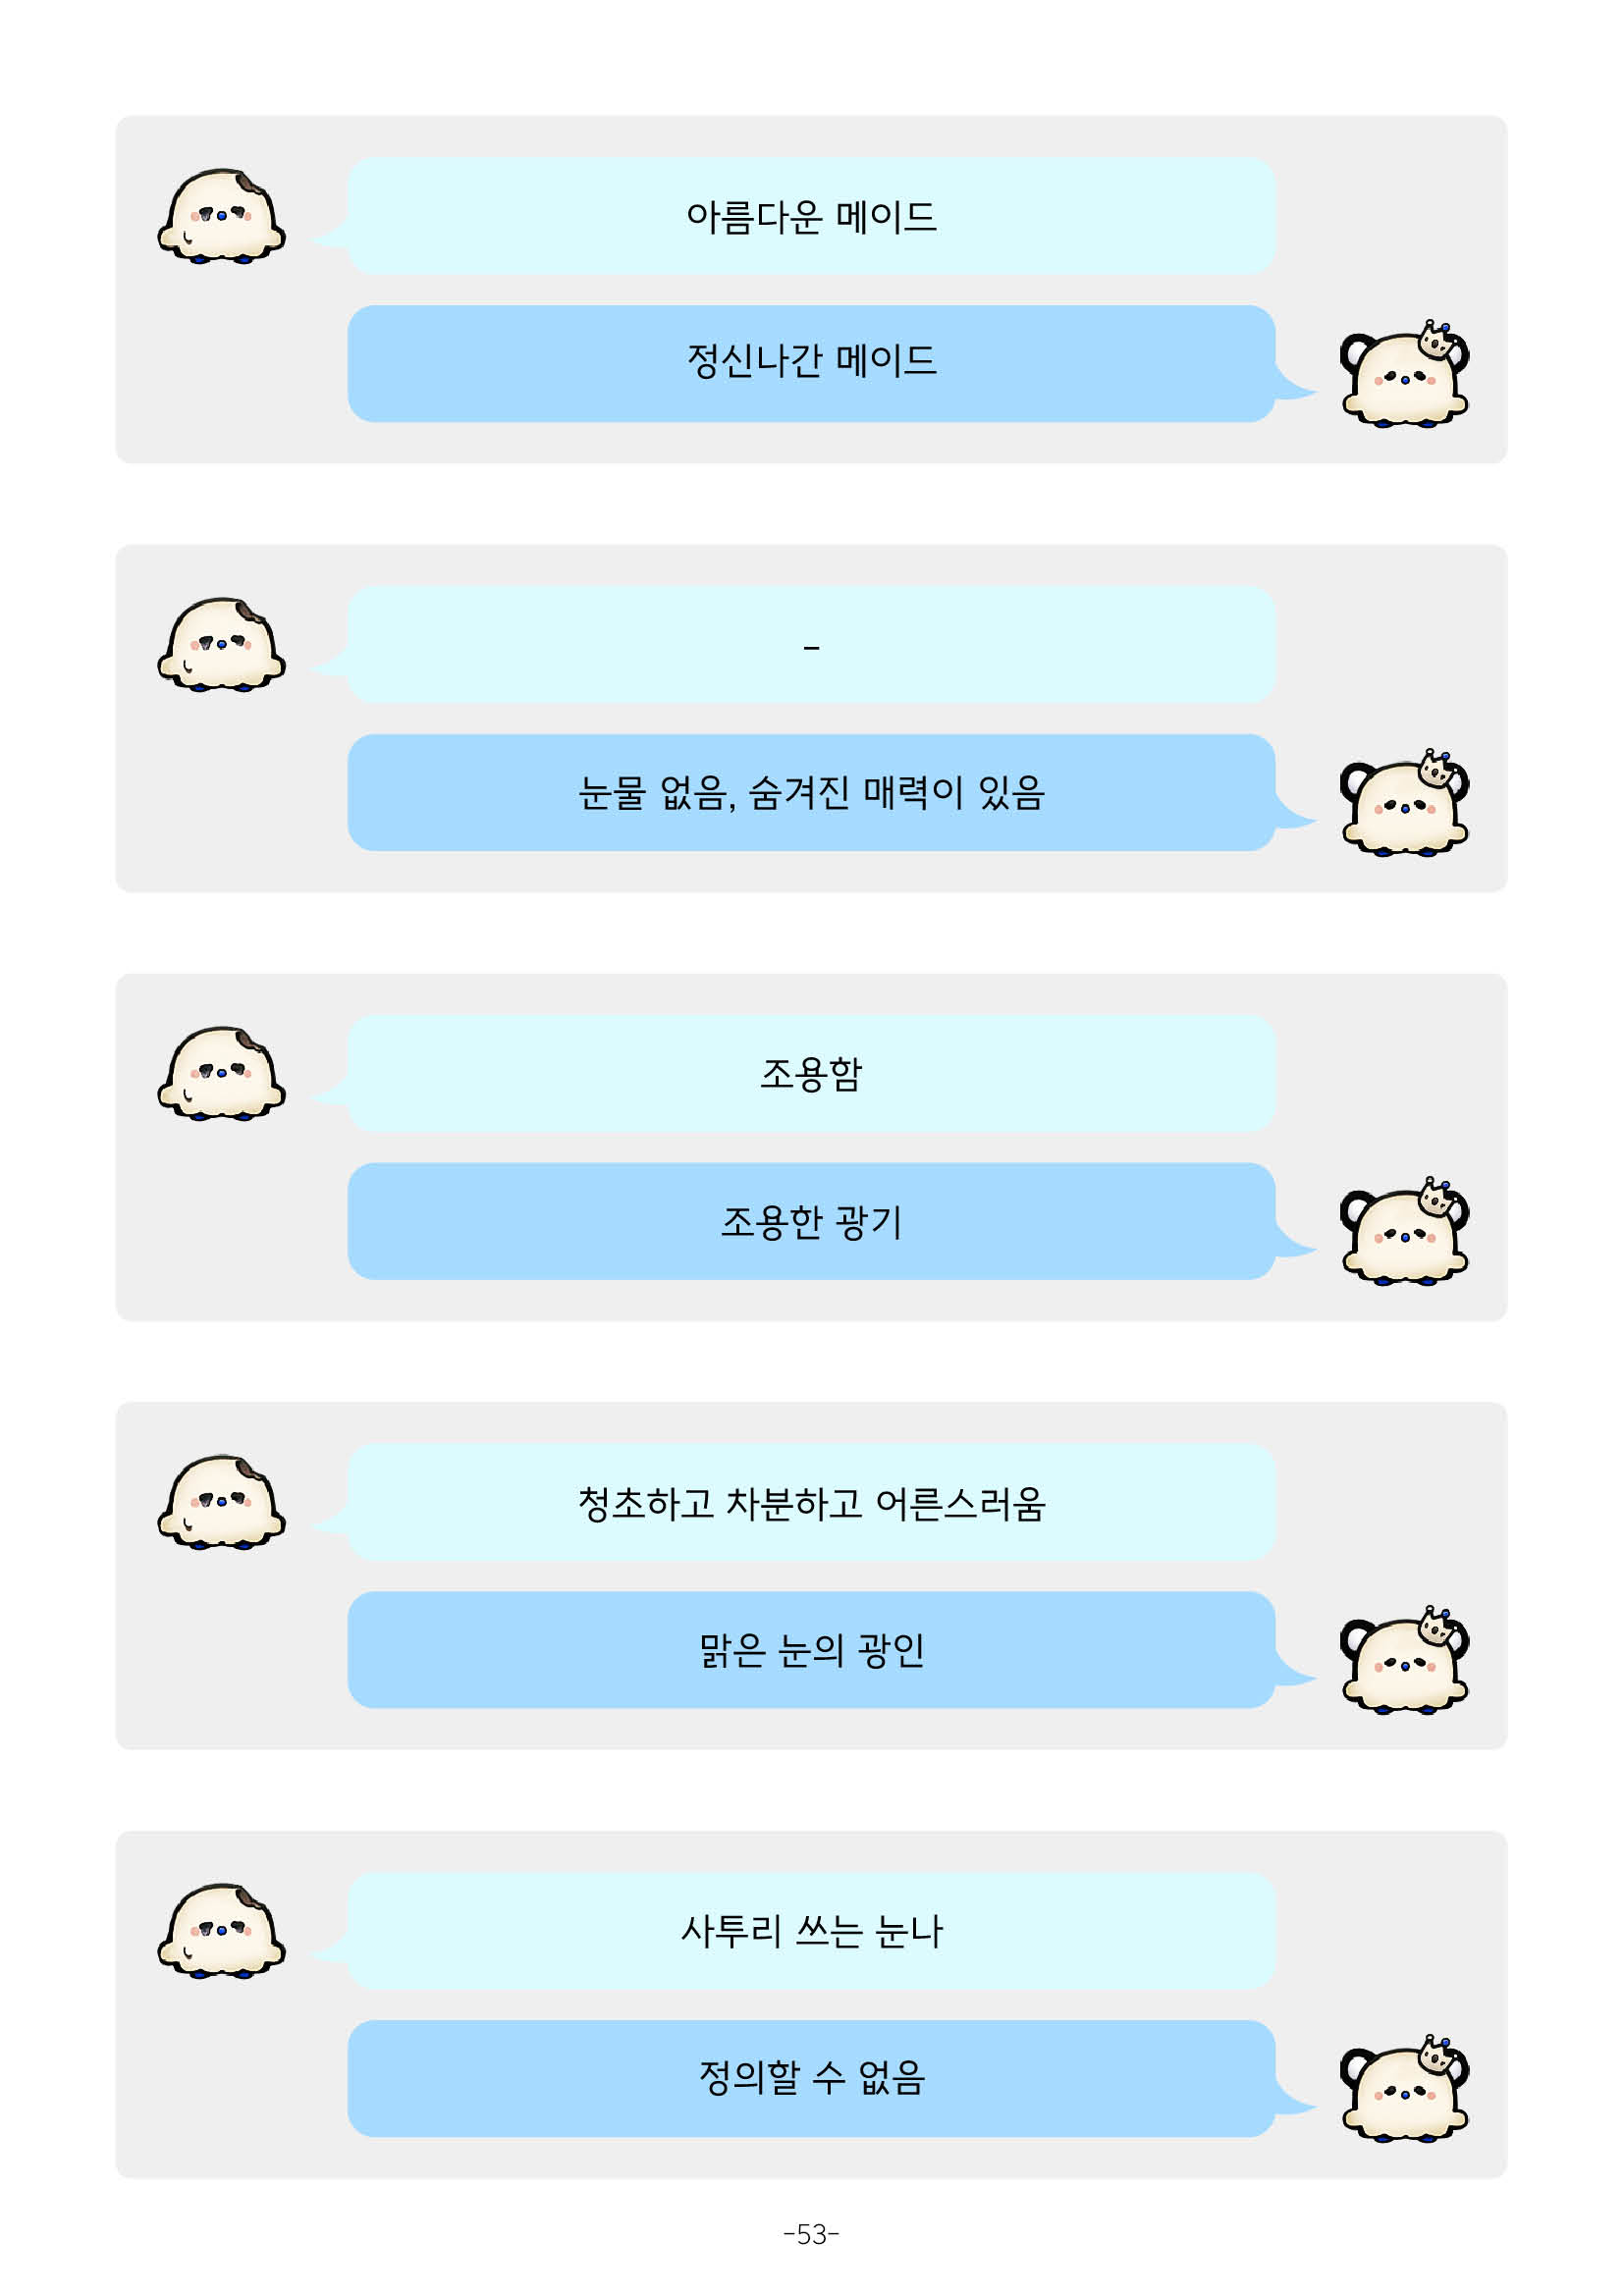 아름다운 메이드
정신나간 메이드
-
눈물 없음, 숨겨진 매력이 있음
조용함
조용한 광기
청초하고 차분하고 어른스러움
맑은 눈의 광인
사투리 쓰는 눈나
정의할 수 없음
-53-